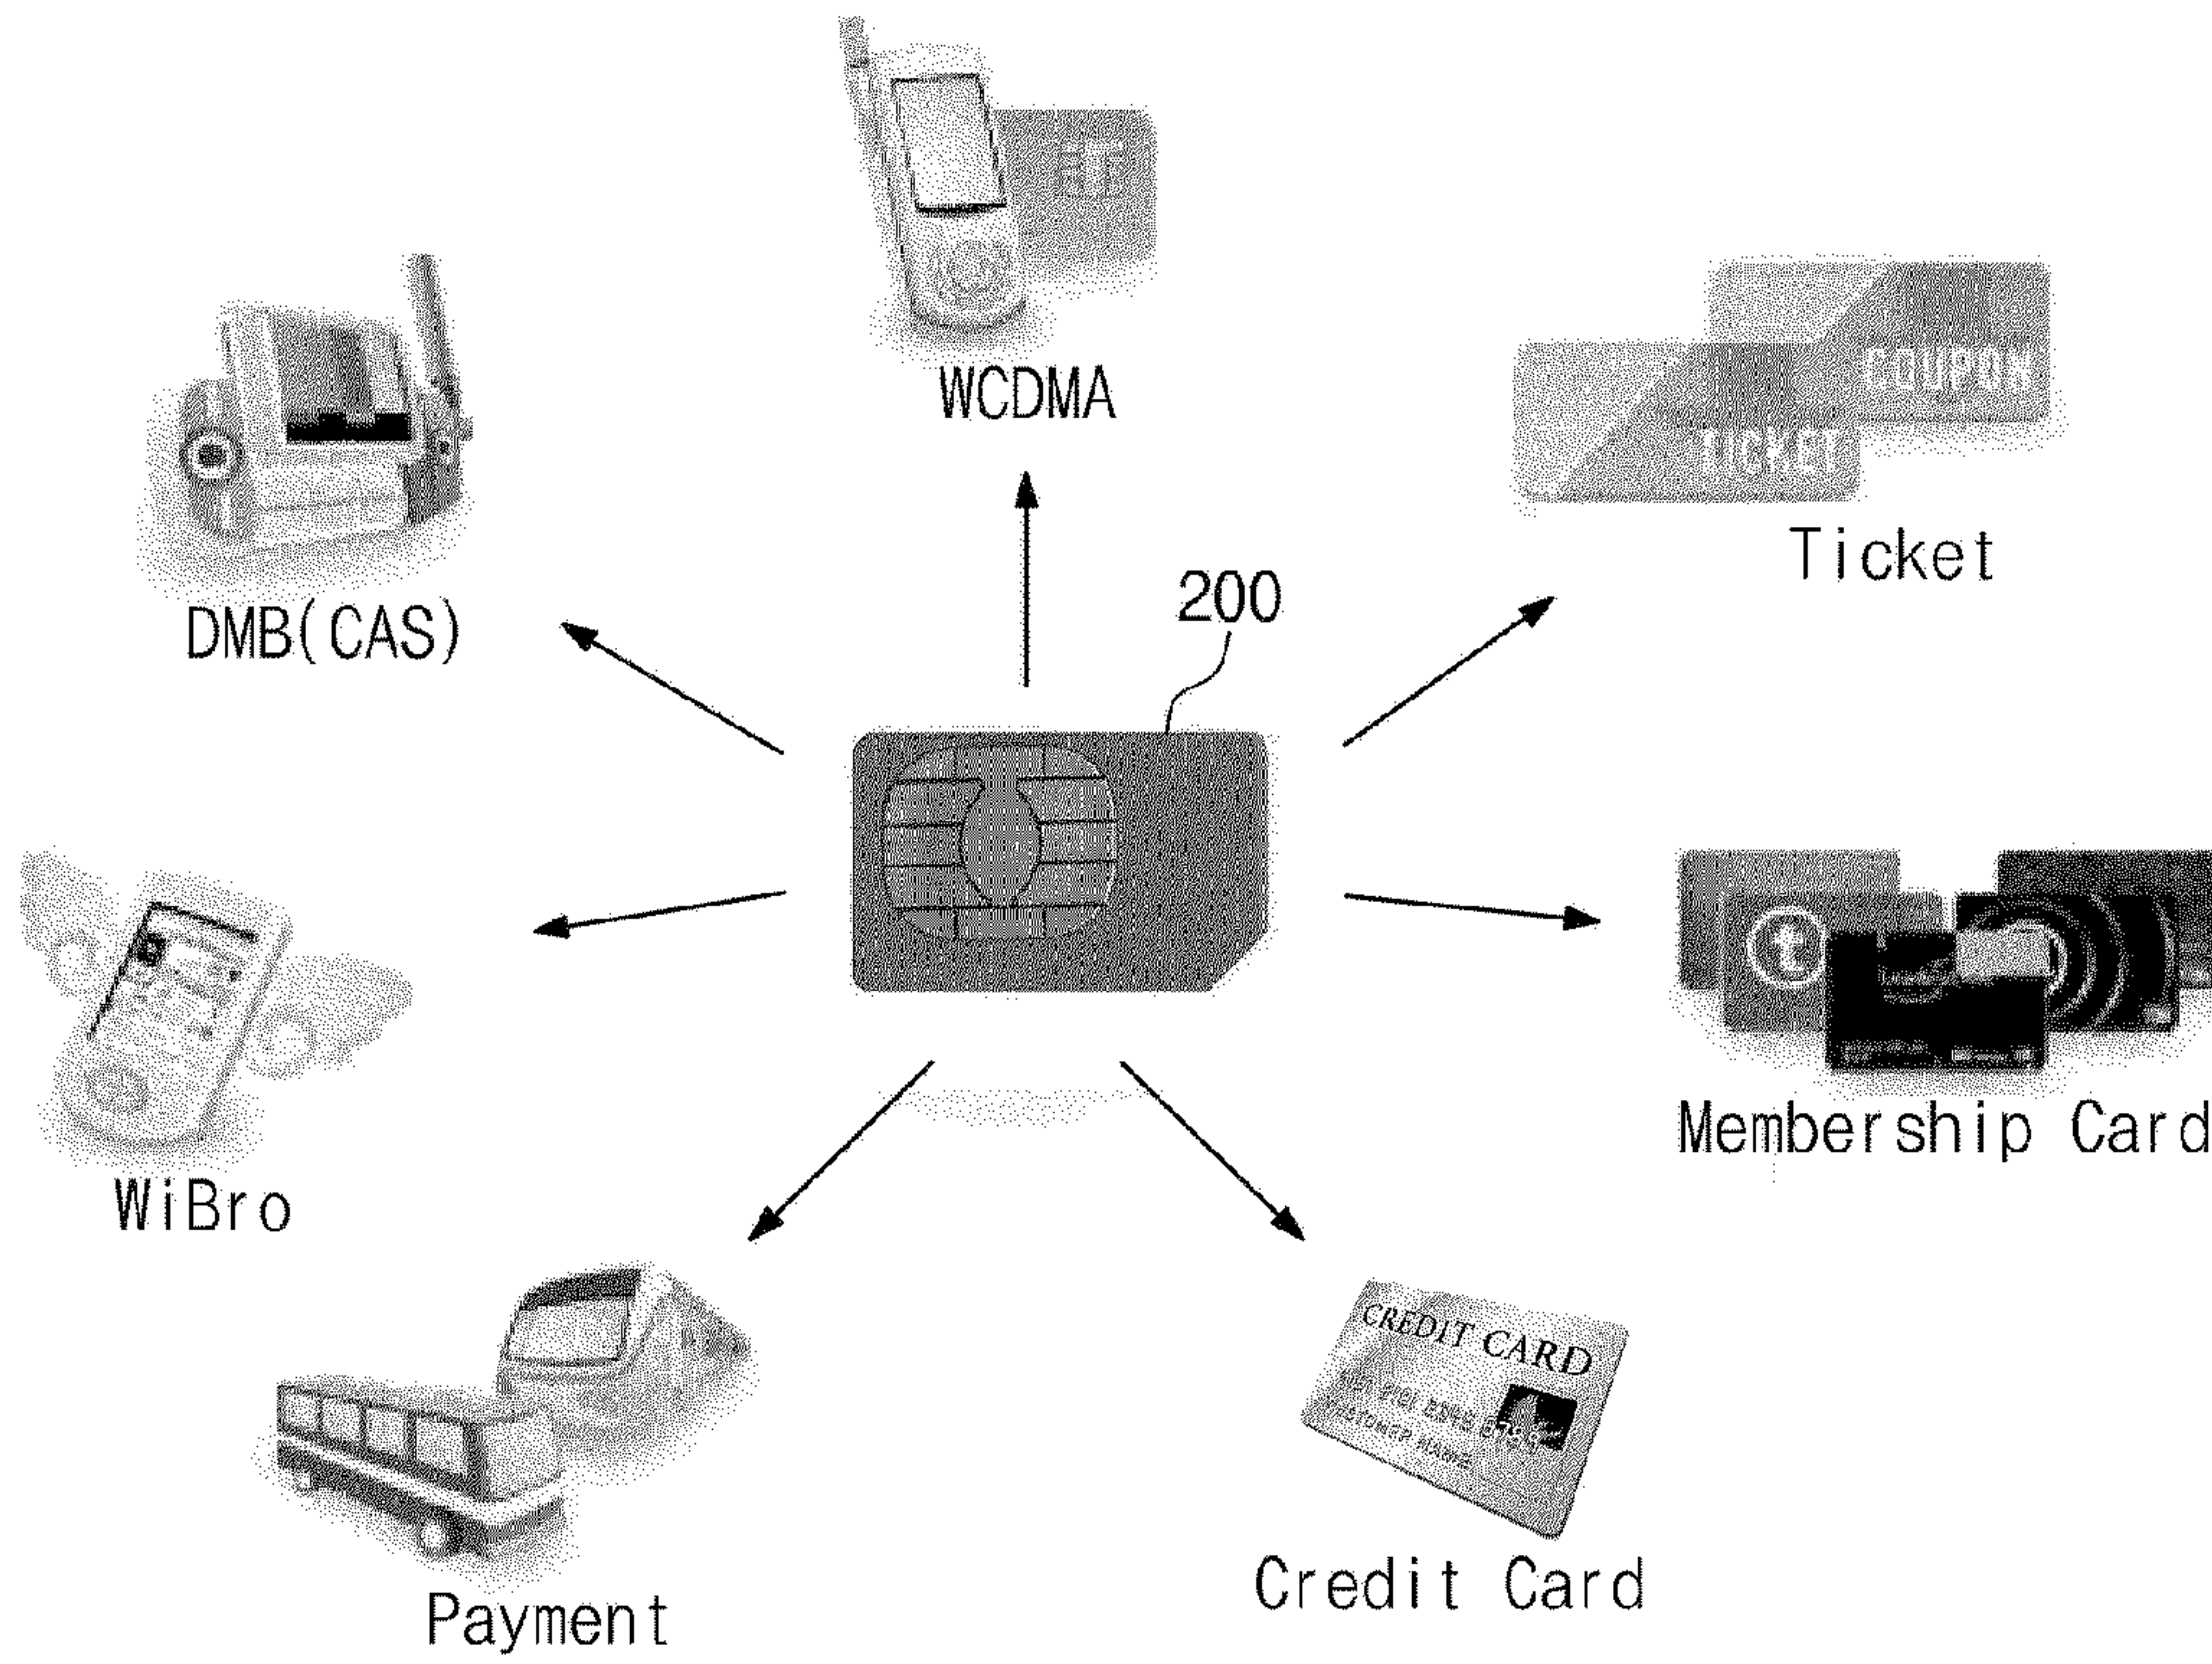 WCDMA
COUPON
TICKET
Ticket
DMB(CAS)
200
t
Membership Card
WiBro
CREDIT CARD
Credit Card
Payment